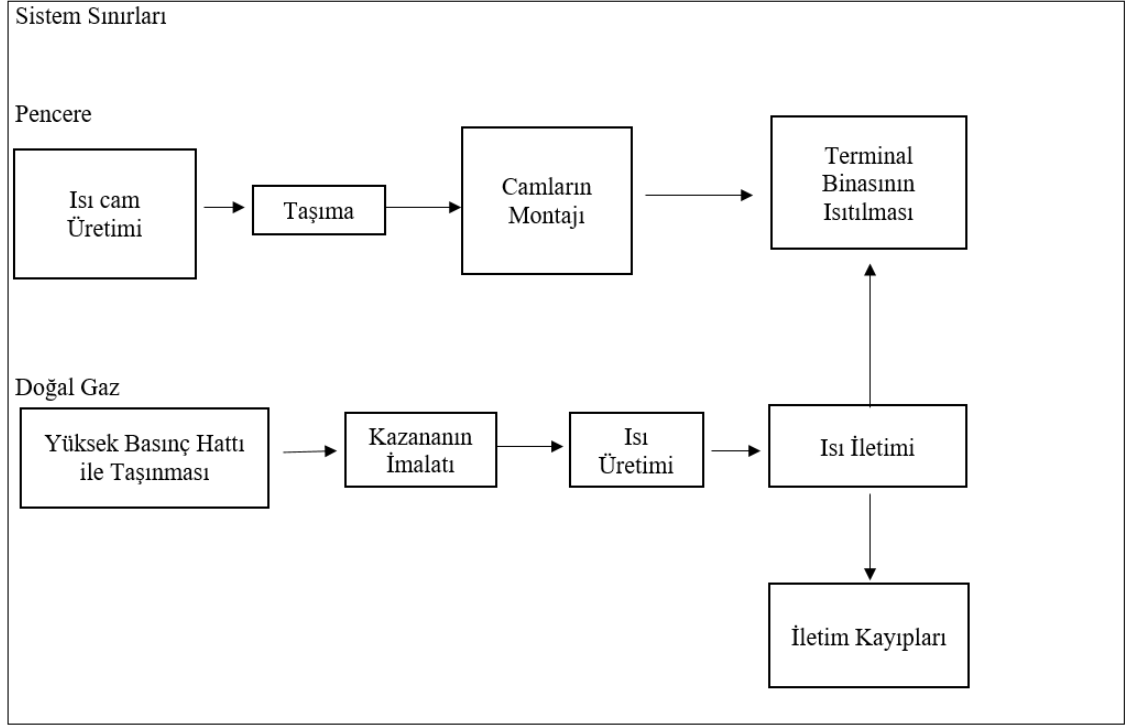 Sistem Sınırları
Pencere
Isı cam
Üretimi
Taşıma
Camların
Montajı
Terminal
Binasının
Isıtılması
Doğal Gaz
Yüksek Basınç Hattı
ile Taşınması
Kazananın
İmalatı
Isı
Üretimi
Isı İletimi
İletim Kayıpları